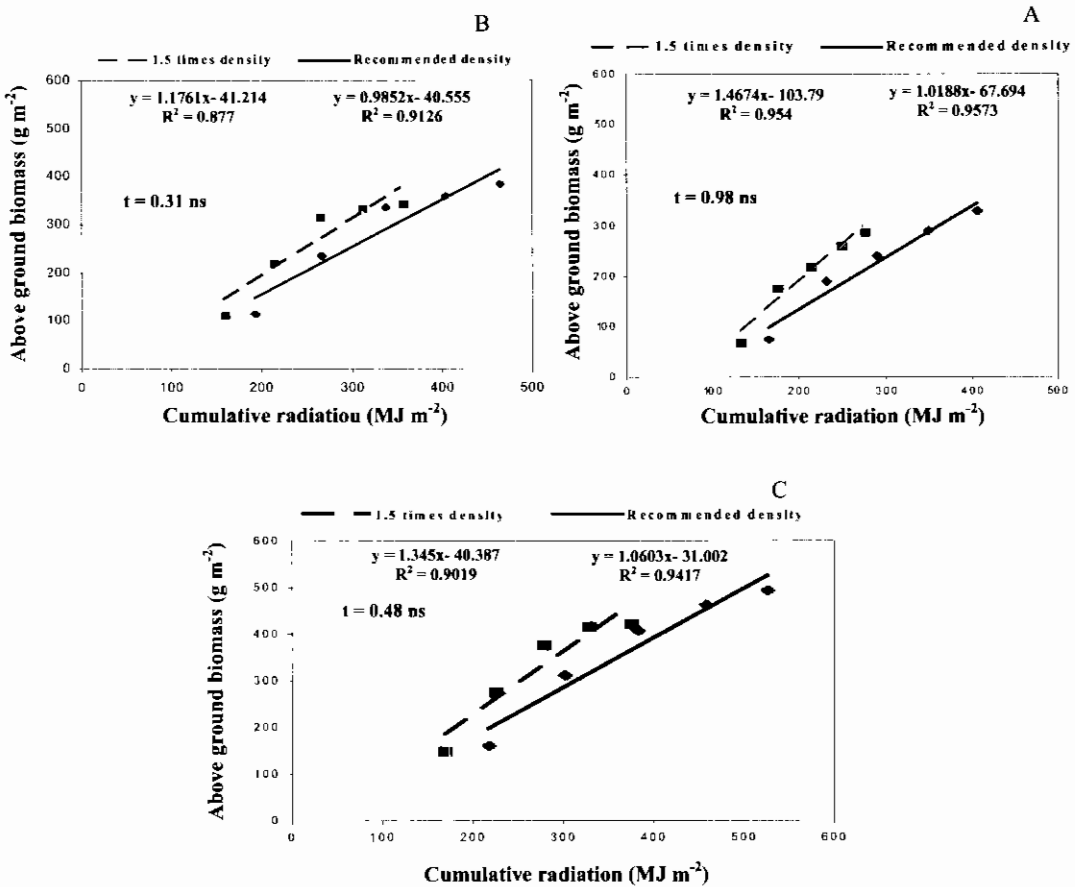 B
1.5 times density Recommended density
Above ground biomass (g m⁻²)
600
500
400
300
200
100
0
y = 1.1761x- 41.214
R² = 0.877
y = 0.9852x- 40.555
R² = 0.9126
t = 0.31 ns
0 100 200 300 400 500
Cumulative radiatiou (MJ m⁻²)
A
1.5 times density Recommended density
Above ground biomass (g m⁻²)
600
500
400
300
200
100
0
y = 1.4674x- 103.79
R² = 0.954
y = 1.0188x- 67.694
R² = 0.9573
t = 0.98 ns
0 100 200 300 400 500
Cumulative radiation (MJ m⁻²)
C
1.5 times density Recommended density
Above ground biomass (g m⁻²)
600
500
400
300
200
100
0
y = 1.345x- 40.387
R² = 0.9019
y = 1.0603x- 31.002
R² = 0.9417
t = 0.48 ns
0 100 200 300 400 500 600
Cumulative radiation (MJ m⁻²)